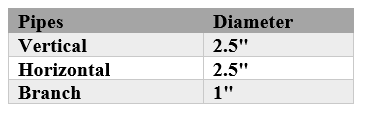 Pipes Diameter
Vertical 2.5"
Horizontal 2.5"
Branch 1"